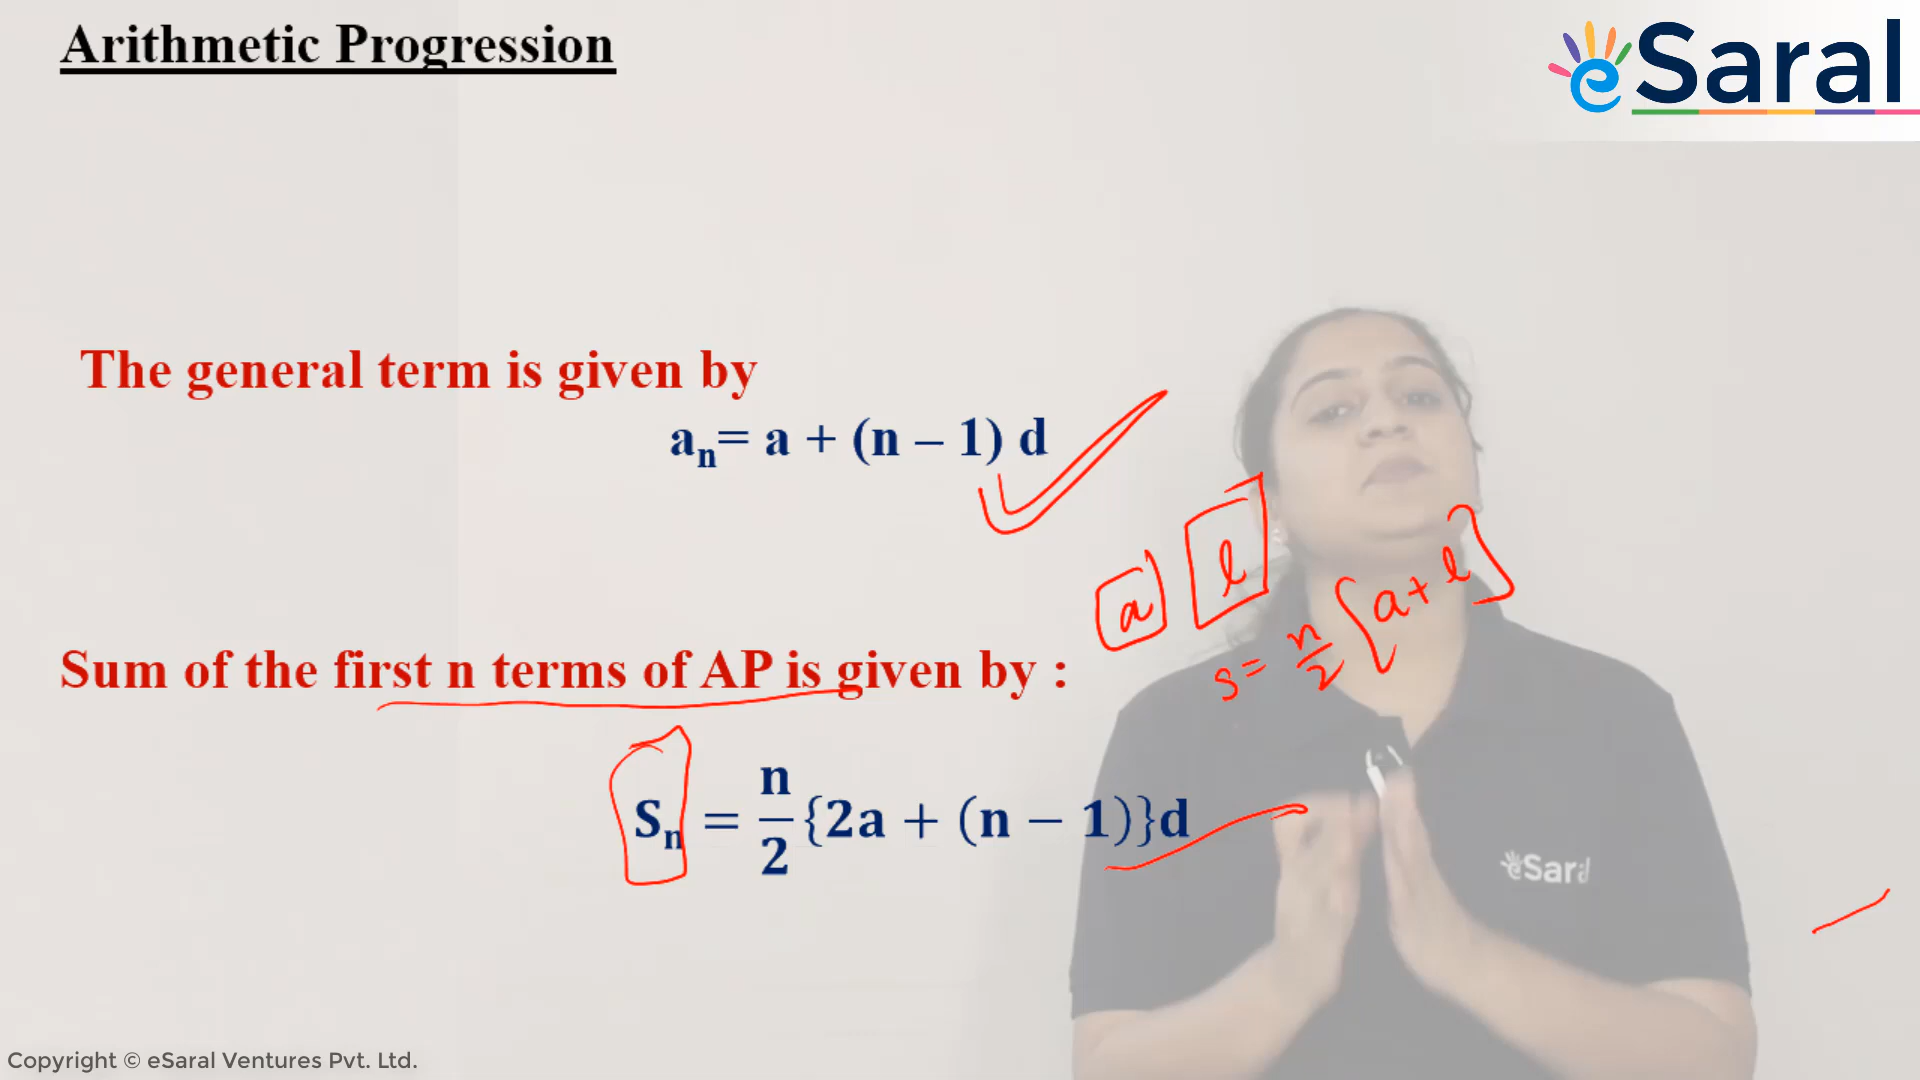 Arithmetic Progression
eSaral
The general term is given by
aₙ= a + (n – 1) d
a l
s = n/2 [a + l]
Sum of the first n terms of AP is given by :
Sₙ = n/2 {2a + (n − 1)}d
eSaral
Copyright © eSaral Ventures Pvt. Ltd.